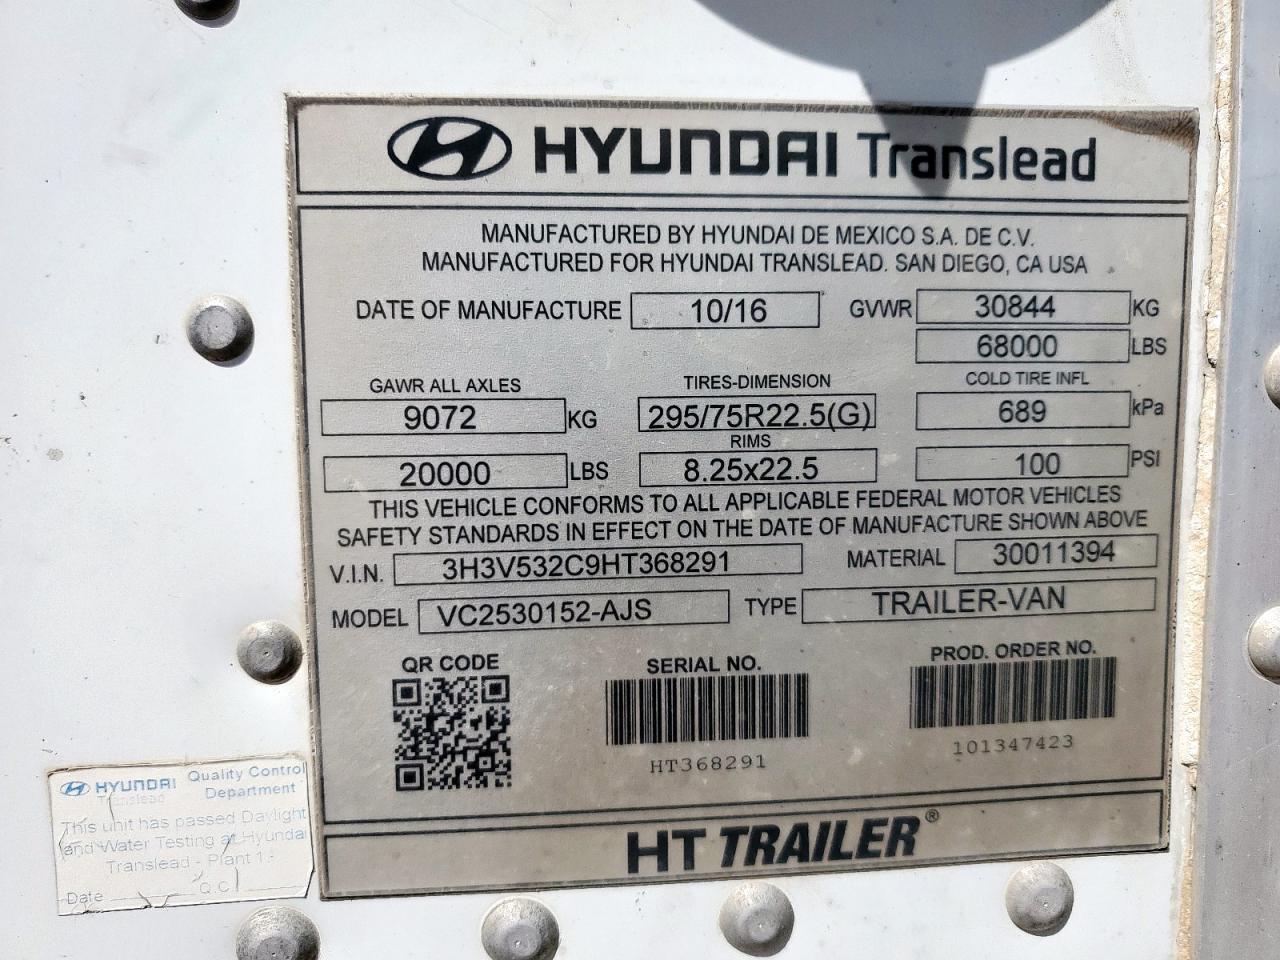 HYUNDAI Translead
MANUFACTURED BY HYUNDAI DE MEXICO S.A. DE C.V.
MANUFACTURED FOR HYUNDAI TRANSLEAD. SAN DIEGO, CA USA
DATE OF MANUFACTURE 10/16 GVWR 30844 KG
68000 LBS
GAWR ALL AXLES TIRES-DIMENSION COLD TIRE INFL
9072 KG 295/75R22.5(G) 689 kPa
RIMS
20000 LBS 8.25x22.5 100 PSI
THIS VEHICLE CONFORMS TO ALL APPLICABLE FEDERAL MOTOR VEHICLES
SAFETY STANDARDS IN EFFECT ON THE DATE OF MANUFACTURE SHOWN ABOVE
V.I.N. 3H3V532C9HT368291 MATERIAL 30011394
MODEL VC2530152-AJS TYPE TRAILER-VAN
QR CODE SERIAL NO. PROD. ORDER NO.
HT368291 101347423
HT TRAILER®
HYUNDAI Quality Control
Translead Department
This unit has passed Daylight
and Water Testing at Hyundai
Translead - Plant 1.
Date Q.C.